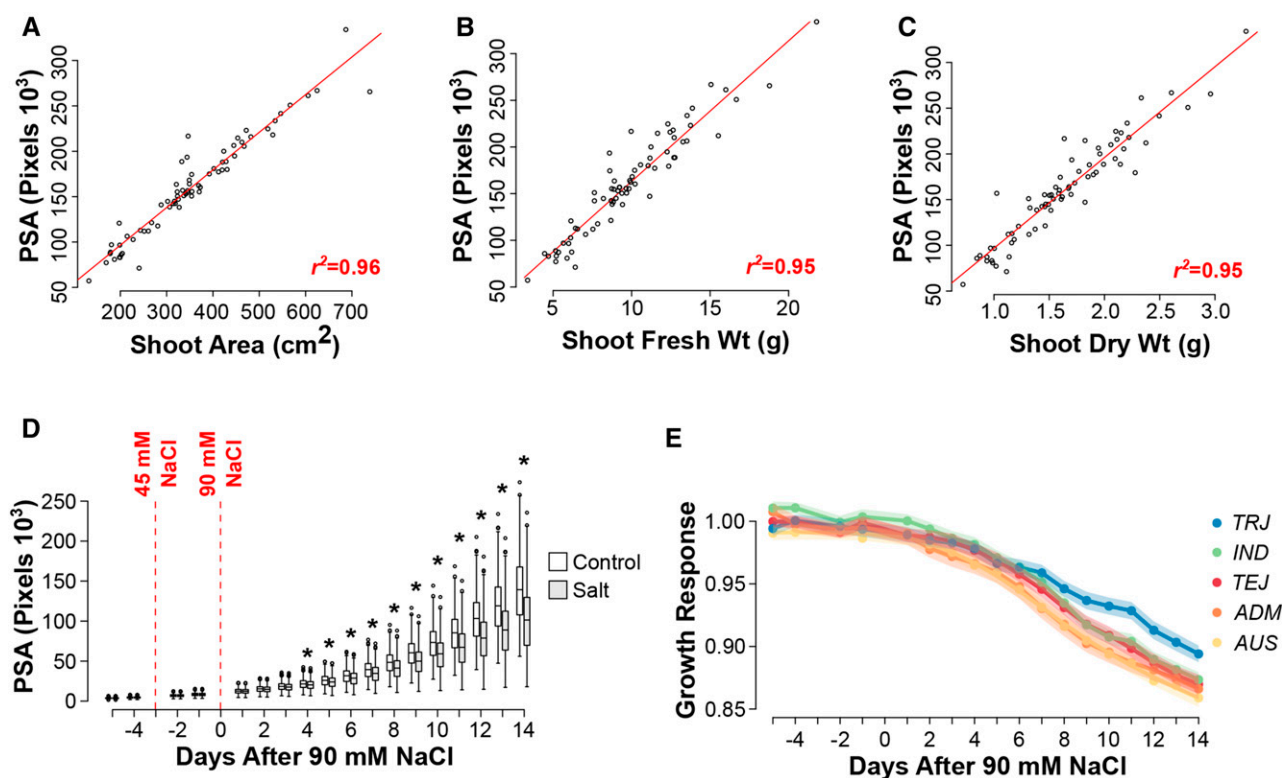 A
PSA (Pixels 10³)
50 100 150 200 250 300
200 300 400 500 600 700
Shoot Area (cm²)
r²=0.96
B
PSA (Pixels 10³)
50 100 150 200 250 300
5 10 15 20
Shoot Fresh Wt (g)
r²=0.95
C
PSA (Pixels 10³)
50 100 150 200 250 300
1.0 1.5 2.0 2.5 3.0
Shoot Dry Wt (g)
r²=0.95
D
45 mM
NaCl
90 mM
NaCl
PSA (Pixels 10³)
250
200
150
100
50
0
* * * * * * * * * * *
Control
Salt
-4 -2 0 2 4 6 8 10 12 14
Days After 90 mM NaCl
E
Growth Response
1.00
0.95
0.90
0.85
TRJ
IND
TEJ
ADM
AUS
-4 -2 0 2 4 6 8 10 12 14
Days After 90 mM NaCl